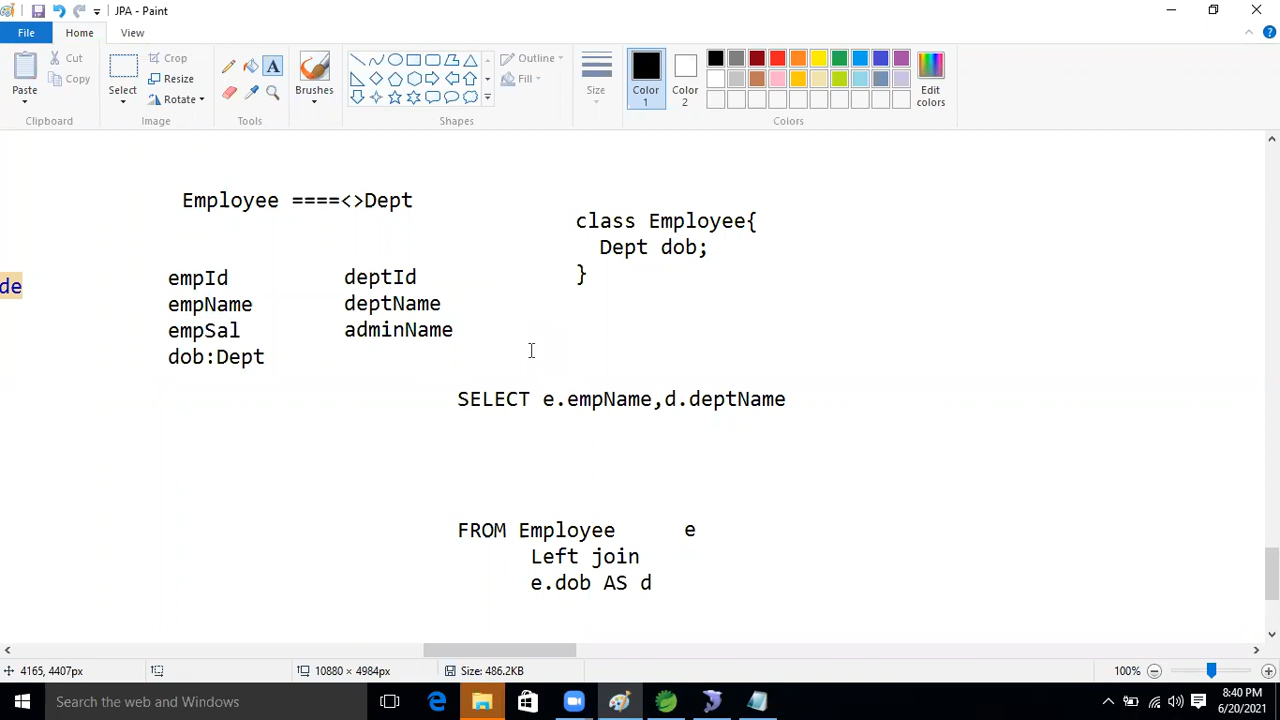 JPA - Paint
File Home View
Paste
Cut
Copy
Clipboard
Select
Crop
Resize
Rotate
Image
A
Tools
Brushes
Shapes
Outline
Fill
Size
Color 1
Color 2
Edit colors
Colors
Employee ====<>Dept
class Employee{
Dept dob;
}
de
empId deptId
empName deptName
empSal adminName
dob:Dept
SELECT e.empName,d.deptName
FROM Employee e
Left join
e.dob AS d
4165, 4407px
10880 × 4984px
Size: 486.2KB
100%
Search the web and Windows
8:40 PM
6/20/2021